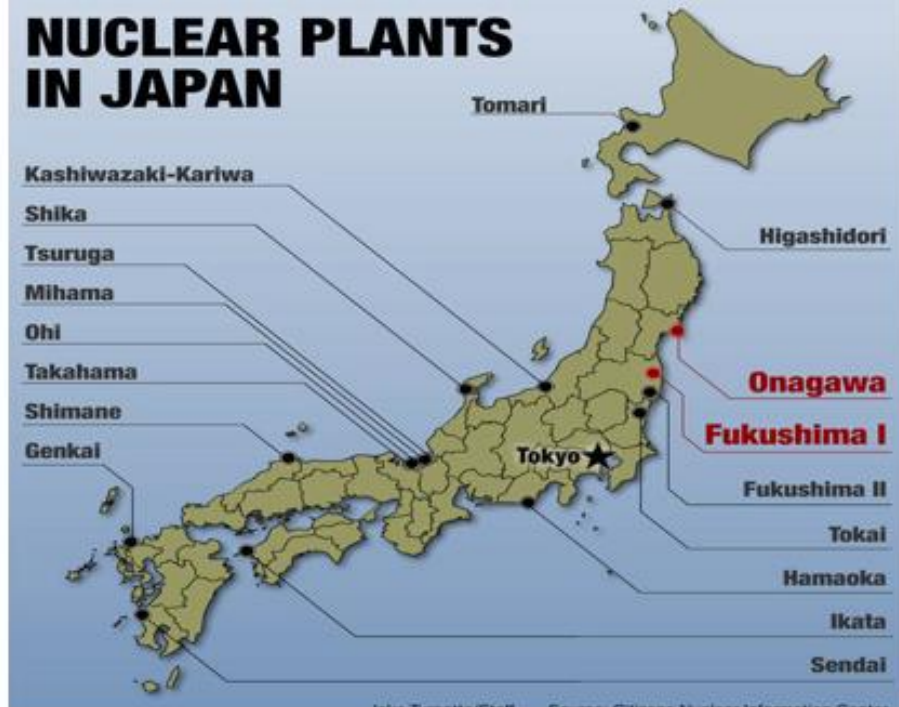 NUCLEAR PLANTS
IN JAPAN
Tomari
Kashiwazaki-Kariwa
Shika
Higashidori
Tsuruga
Mihama
Ohi
Takahama
Onagawa
Shimane
Fukushima I
Genkai
Tokyo
Fukushima II
Tokai
Hamaoka
Ikata
Sendai